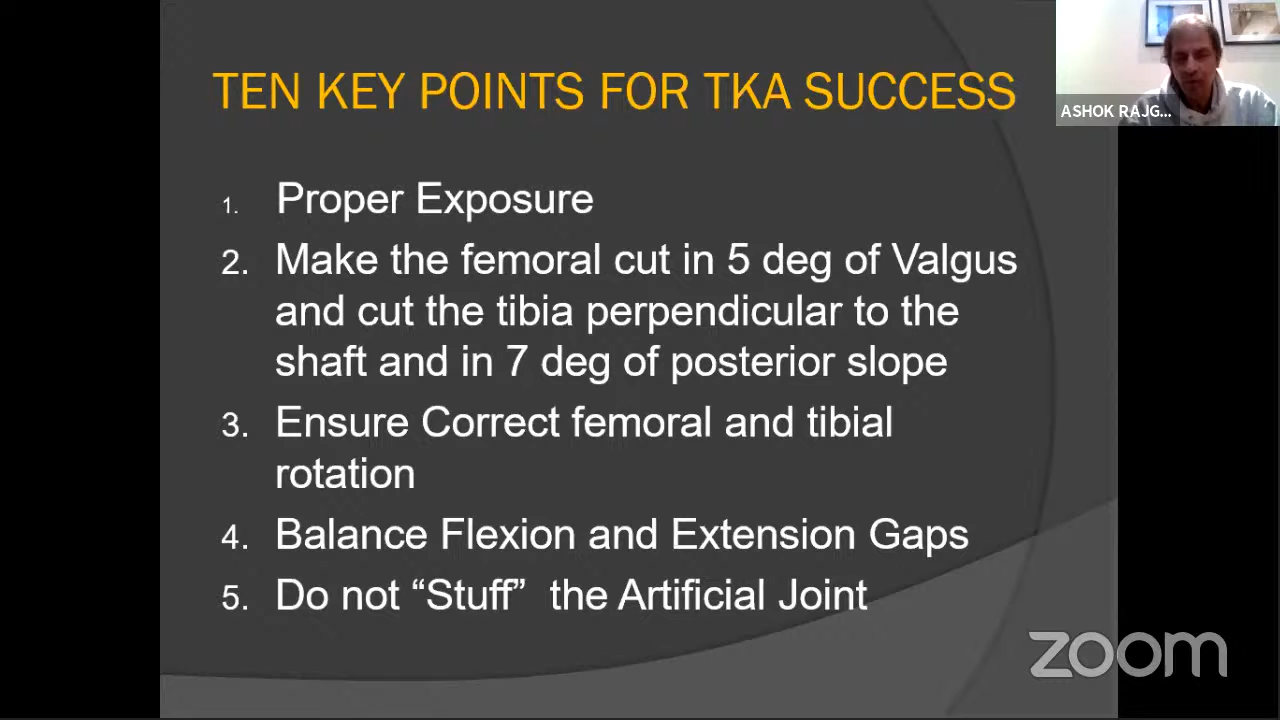 TEN KEY POINTS FOR TKA SUCCESS
ASHOK RAJG...
1. Proper Exposure
2. Make the femoral cut in 5 deg of Valgus
and cut the tibia perpendicular to the
shaft and in 7 deg of posterior slope
3. Ensure Correct femoral and tibial
rotation
4. Balance Flexion and Extension Gaps
5. Do not “Stuff” the Artificial Joint
zoom